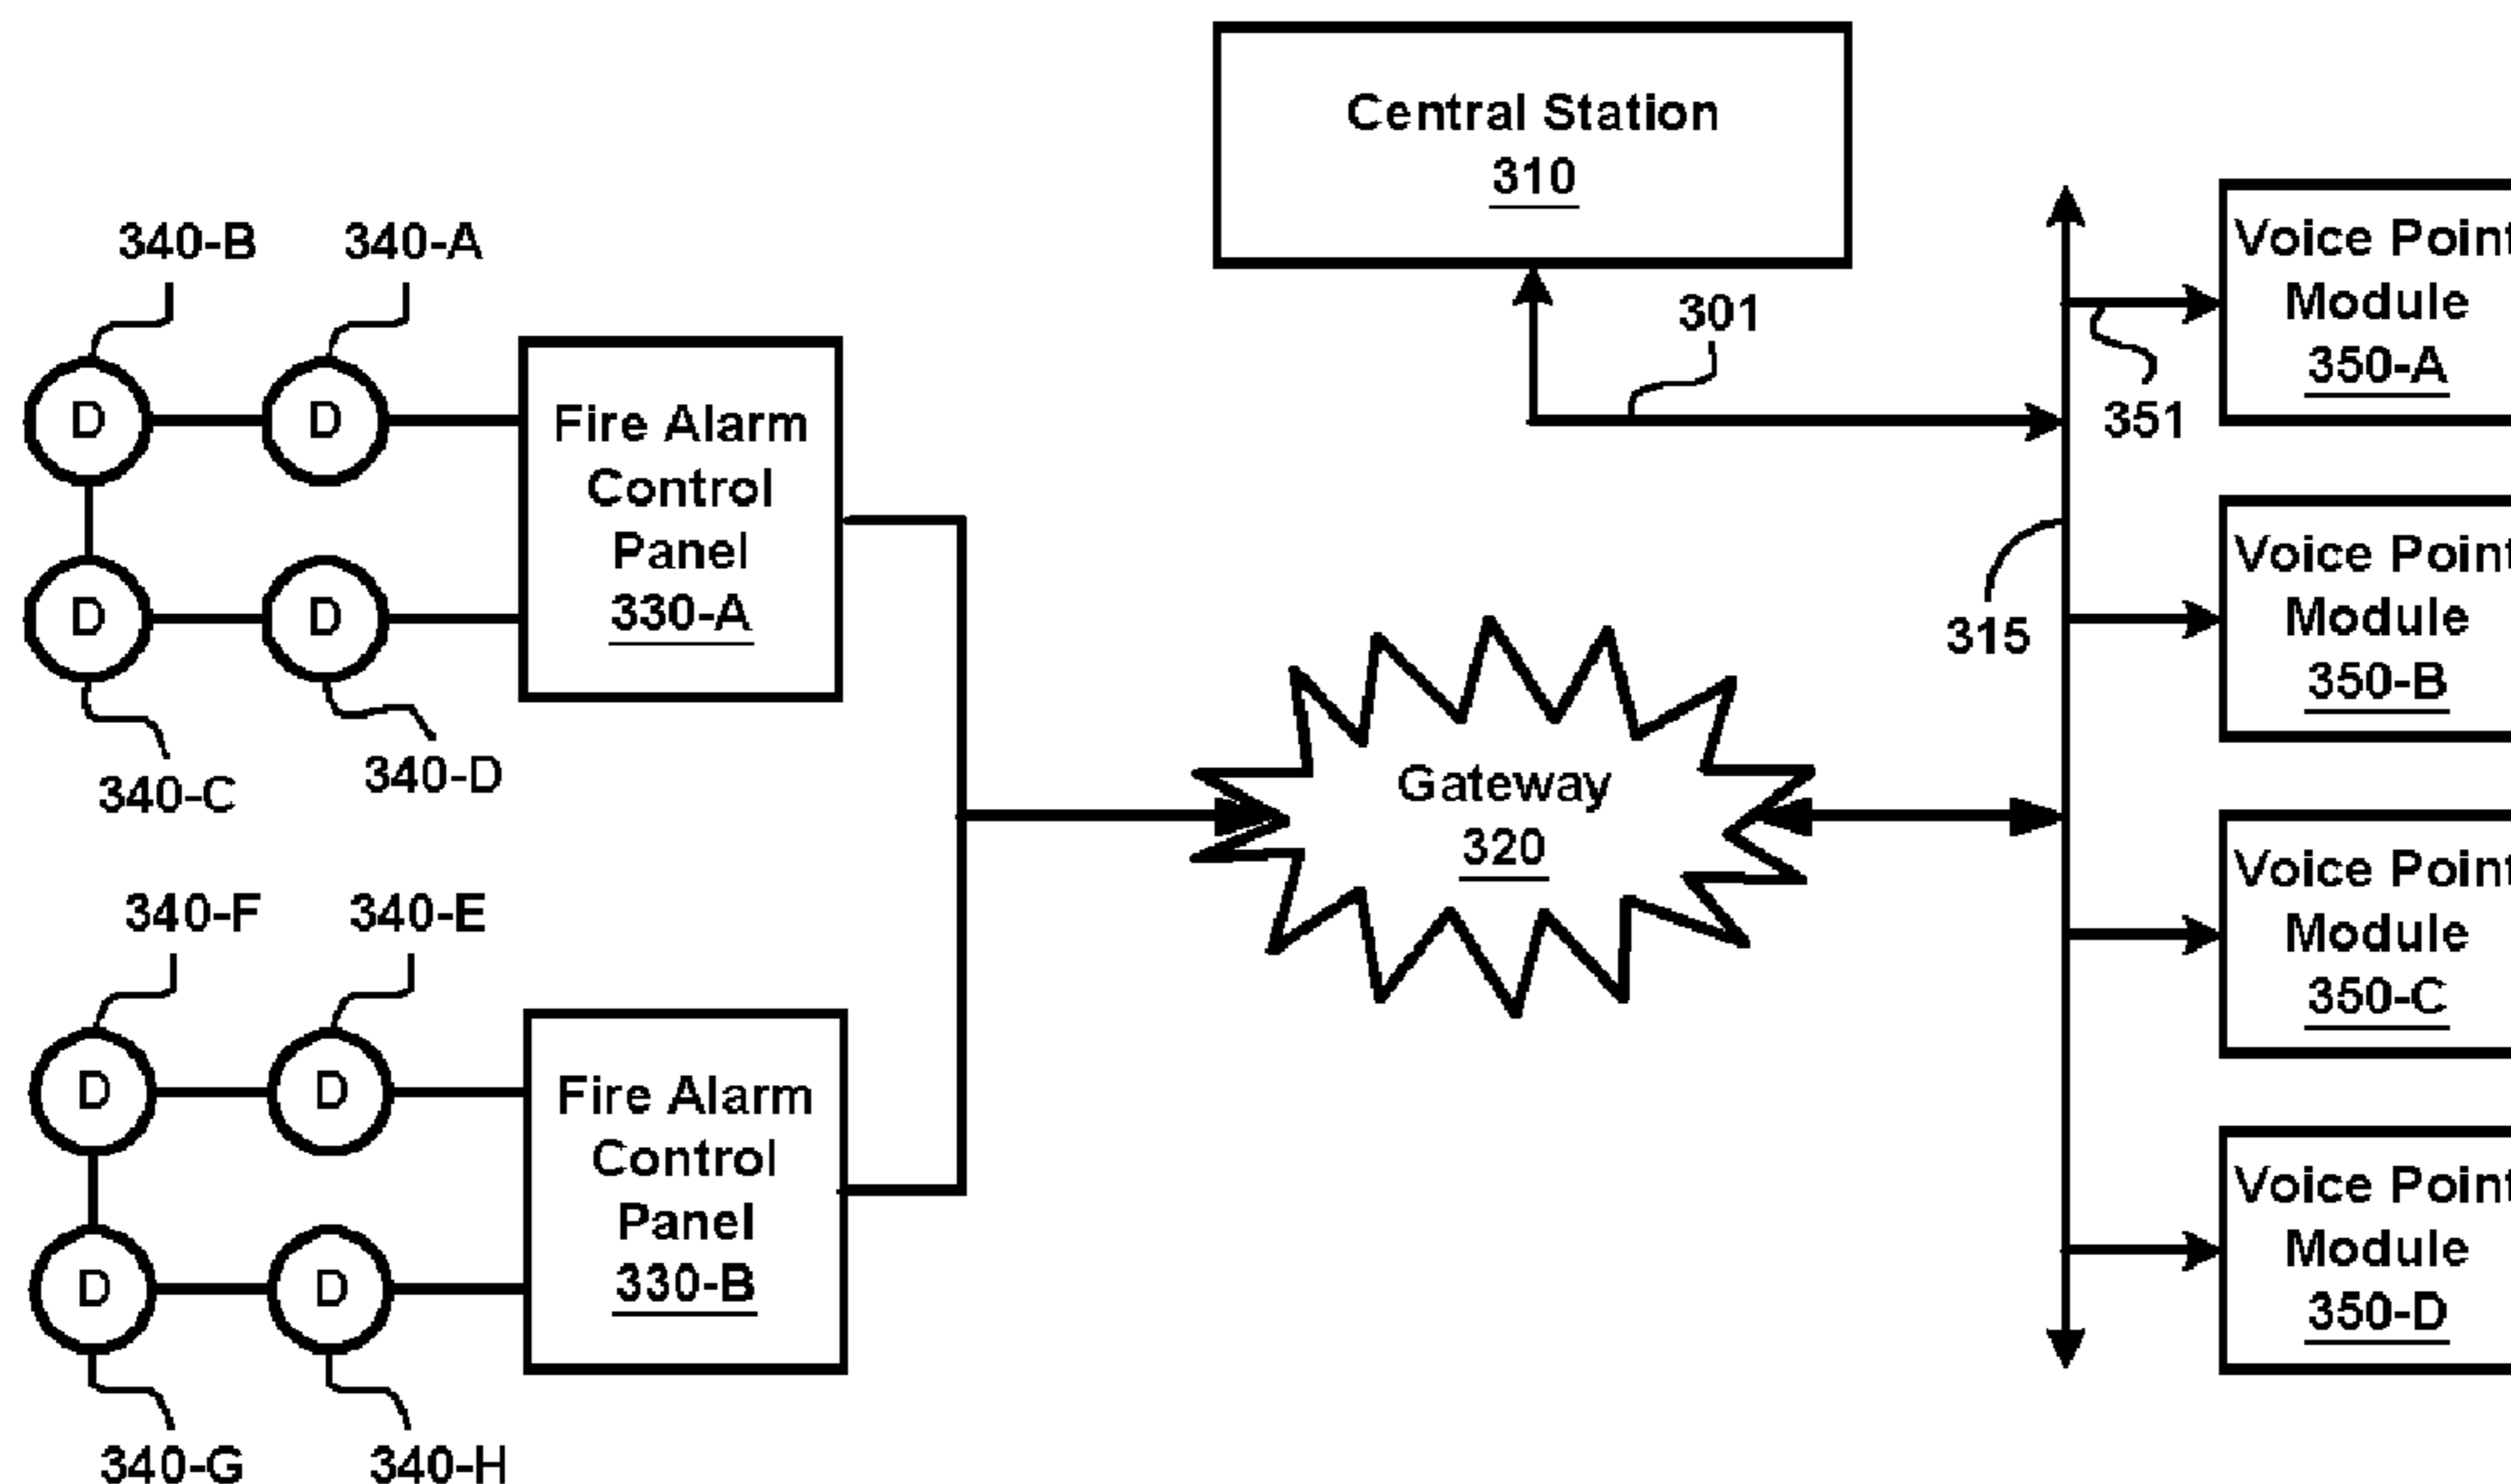 Central Station
310
340-B
340-A
301
Voice Point
Module
350-A
351
D
D
Fire Alarm
Control
Panel
330-A
D
D
340-C
340-D
315
Voice Point
Module
350-B
Gateway
320
Voice Point
Module
350-C
340-F
340-E
D
D
Fire Alarm
Control
Panel
330-B
D
D
340-G
340-H
Voice Point
Module
350-D